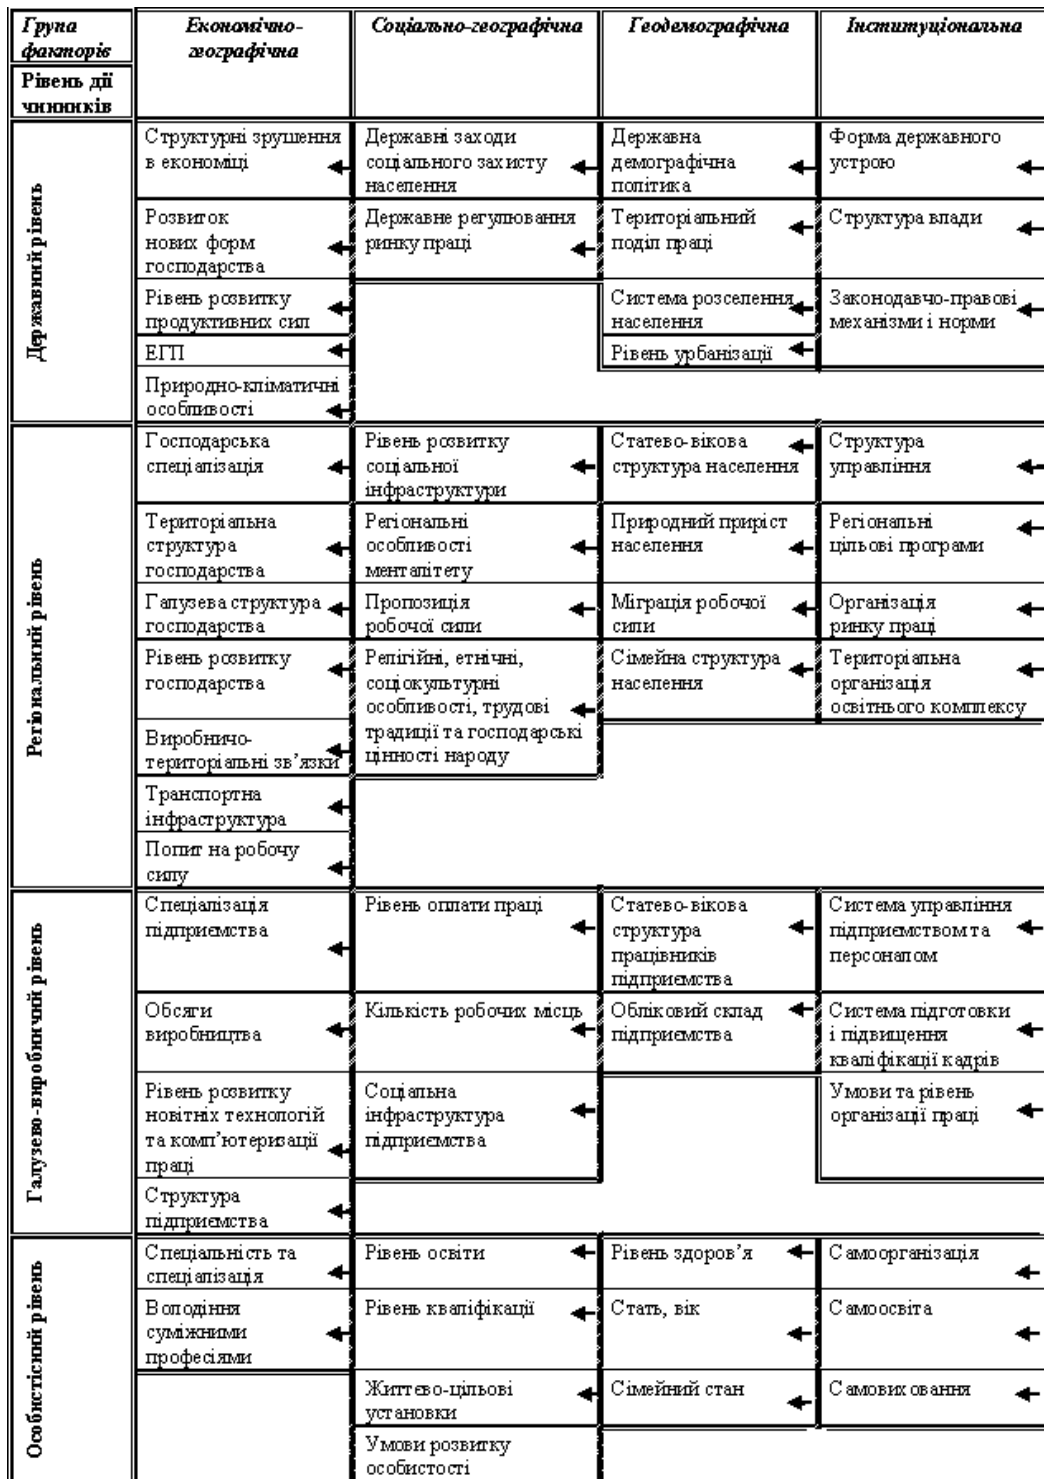 Група
факторів
Економічно-
географічна
Соціально-географічна
Геодемографічна
Інституціональна
Рівень дії
чинників
Державний рівень
Структурні зрушення
в економіці
Розвиток
нових форм
господарства
Рівень розвитку
продуктивних сил
ЕГП
Природно-кліматичні
особливості
Державні заходи
соціального захисту
населення
Державне регулювання
ринку праці
Державна
демографічна
політика
Територіальний
поділ праці
Система розселення
населення
Рівень урбанізації
Форма державного
устрою
Структура влади
Законодавчо-правові
механізми і норми
Регіональний рівень
Господарська
спеціалізація
Територіальна
структура
господарства
Галузева структура
господарства
Рівень розвитку
господарства
Виробничо-
територіальні зв’язки
Транспортна
інфраструктура
Попит на робочу
силу
Рівень розвитку
соціальної
інфраструктури
Регіональні
особливості
менталітету
Пропозиція
робочої сили
Релігійні, етнічні,
соціокультурні
особливості, трудові
традиції та господарські
цінності народу
Статево-вікова
структура населення
Природний приріст
населення
Міграція робочої
сили
Сімейна структура
населення
Структура
управління
Регіональні
цільові програми
Організація
ринку праці
Територіальна
організація
освітнього комплексу
Галузево-виробничий рівень
Спеціалізація
підприємства
Обсяги
виробництва
Рівень розвитку
новітніх технологій
та комп’ютеризації
праці
Структура
підприємства
Рівень оплати праці
Кількість робочих місць
Соціальна
інфраструктура
підприємства
Статево-вікова
структура
працівників
підприємства
Обліковий склад
підприємства
Система управління
підприємством та
персоналом
Система підготовки
і підвищення
кваліфікації кадрів
Умови та рівень
організації праці
Особистісний рівень
Спеціальність та
спеціалізація
Володіння
суміжними
професіями
Рівень освіти
Рівень кваліфікації
Життєво-цільові
установки
Умови розвитку
особистості
Рівень здоров’я
Стать, вік
Сімейний стан
Самоорганізація
Самоосвіта
Самовиховання